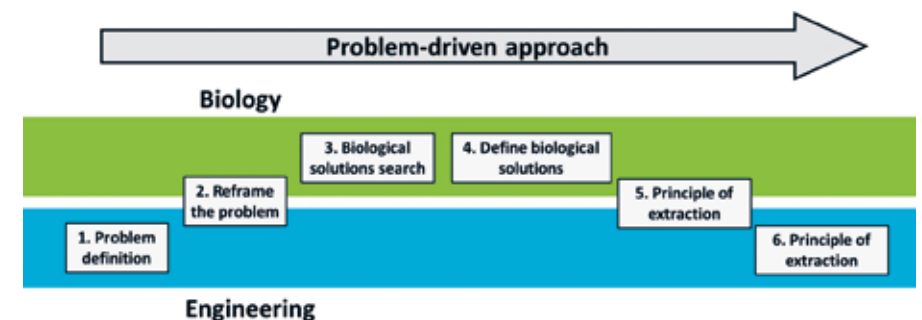 Problem-driven approach
Biology
3. Biological
solutions search
4. Define biological
solutions
2. Reframe
the problem
5. Principle of
extraction
1. Problem
definition
6. Principle of
extraction
Engineering